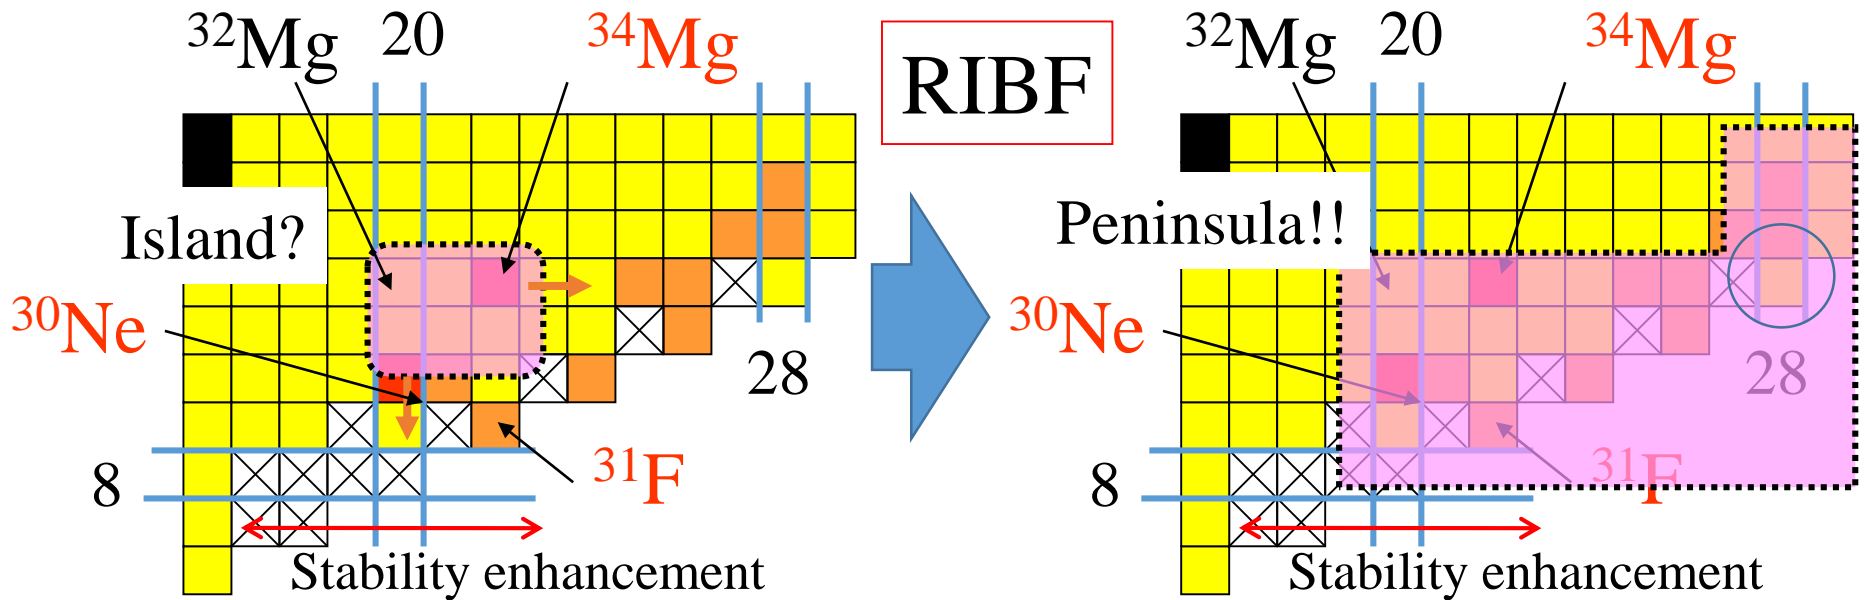 ³²Mg 20 ³⁴Mg
Island?
³⁰Ne
28
³¹F
8
Stability enhancement
RIBF
³²Mg 20 ³⁴Mg
Peninsula!!
³⁰Ne
28
³¹F
8
Stability enhancement